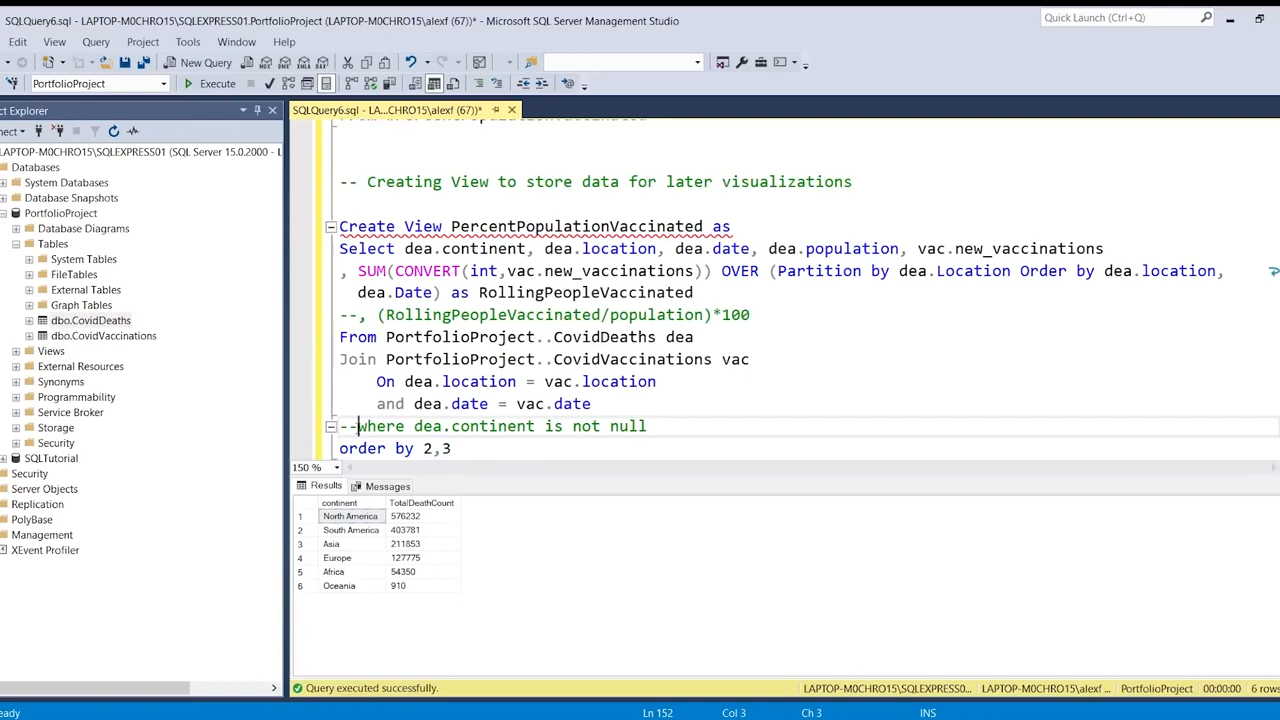 SQLQuery6.sql - LAPTOP-M0CHRO15\SQLEXPRESS01.PortfolioProject (LAPTOP-M0CHRO15\alexf (67))* - Microsoft SQL Server Management Studio
Quick Launch (Ctrl+Q)
Edit View Query Project Tools Window Help
New Query
PortfolioProject
Execute
ct Explorer
SQLQuery6.sql - LA...CHRO15\alexf (67))*
nect
LAPTOP-M0CHRO15\SQLEXPRESS01 (SQL Server 15.0.2000 -
Databases
System Databases
Database Snapshots
PortfolioProject
Database Diagrams
Tables
System Tables
FileTables
External Tables
Graph Tables
dbo.CovidDeaths
dbo.CovidVaccinations
Views
External Resources
Synonyms
Programmability
Service Broker
Storage
Security
SQLTutorial
Security
Server Objects
Replication
PolyBase
Management
XEvent Profiler
-- Creating View to store data for later visualizations
Create View PercentPopulationVaccinated as
Select dea.continent, dea.location, dea.date, dea.population, vac.new_vaccinations
, SUM(CONVERT(int,vac.new_vaccinations)) OVER (Partition by dea.Location Order by dea.location,
dea.Date) as RollingPeopleVaccinated
--, (RollingPeopleVaccinated/population)*100
From PortfolioProject..CovidDeaths dea
Join PortfolioProject..CovidVaccinations vac
On dea.location = vac.location
and dea.date = vac.date
--where dea.continent is not null
order by 2,3
150 %
Results Messages
continent TotalDeathCount
1 North America 576232
2 South America 403781
3 Asia 211853
4 Europe 127775
5 Africa 54350
6 Oceania 910
Query executed successfully.
LAPTOP-M0CHRO15\SQLEXPRESS0... LAPTOP-M0CHRO15\alexf ... PortfolioProject 00:00:00 6 rows
eady
Ln 152 Col 3 Ch 3 INS